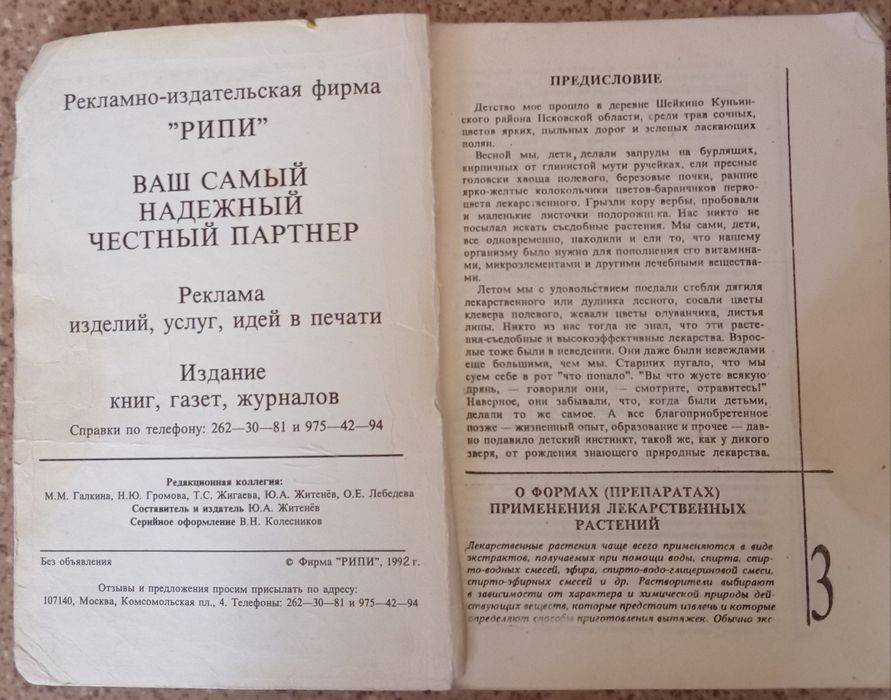 Рекламно-издательская фирма
"РИПИ"
ВАШ САМЫЙ
НАДЕЖНЫЙ
ЧЕСТНЫЙ ПАРТНЕР
Реклама
изделий, услуг, идей в печати
Издание
книг, газет, журналов
Справки по телефону: 262—30—81 и 975—42—94
Редакционная коллегия:
М.М. Галкина, Н.Ю. Громова, Т.С. Жигаева, Ю.А. Житенёв, О.Е. Лебедева
Составитель и издатель Ю.А. Житенёв
Серийное оформление В.Н. Колесников
Без объявления © Фирма "РИПИ", 1992 г.
Отзывы и предложения просим присылать по адресу:
107140, Москва, Комсомольская пл., 4. Телефоны: 262—30—81 и 975—42—94
ПРЕДИСЛОВИЕ
Детство мое прошло в деревне Шейкино Куньин-
ского района Псковской области, среди трав сочных,
цветов ярких, пыльных дорог и зеленых ласкающих
полян.
Весной мы, дети, делали запруды на бурлящих,
кирпичных от глинистой мути ручейках, ели пресные
головски хвоща полевого, березовые почки, ранние
ярко-желтые колокольчики цветов-баранчиков перво-
цвета лекарственного. Грызли кору вербы, пробовали
и маленькие листочки подорожника. Нас никто не
посылал искать съедобные растения. Мы сами, дети,
все одновременно, находили и ели то, что нашему
организму было нужно для пополнения его витамина-
ми, микроэлементами и другими лечебными вещества-
ми.
Летом мы с удовольствием поедали стебли дягиля
лекарственного или дудника лесного, сосали цветы
клевера полевого, жевали цветы одуванчика, листья
липы. Никто из нас тогда не знал, что эти расте-
ния-съедобные и высокоэффективные лекарства. Взрос-
лые тоже были в неведении. Они даже были невеждами
еще большими, чем мы. Старших пугало, что мы
суем себе в рот "что попало". "Вы что жуете всякую
дрянь, — говорили они, — смотрите, отравитесь!"
Наверное, они забывали, что, когда были детьми,
делали то же самое. А все благоприобретенное
позже — жизненный опыт, образование и прочее — дав-
но подавило детский инстинкт, такой же, как у дикого
зверя, от рождения знающего природные лекарства.
О ФОРМАХ (ПРЕПАРАТАХ)
ПРИМЕНЕНИЯ ЛЕКАРСТВЕННЫХ
РАСТЕНИЙ
Лекарственные растения чаще всего применяются в виде
экстрактов, получаемых при помощи воды, спирта, спир-
то-водных смесей, эфира, спирто-водо-глицериновой смеси,
спирто-эфирных смесей и др. Растворители выбирают
в зависимости от характера и химической природы дей-
ствующих веществ, которые предстоит извлечь и которые
определяют способы приготовления вытяжек. Обычно экс-
3